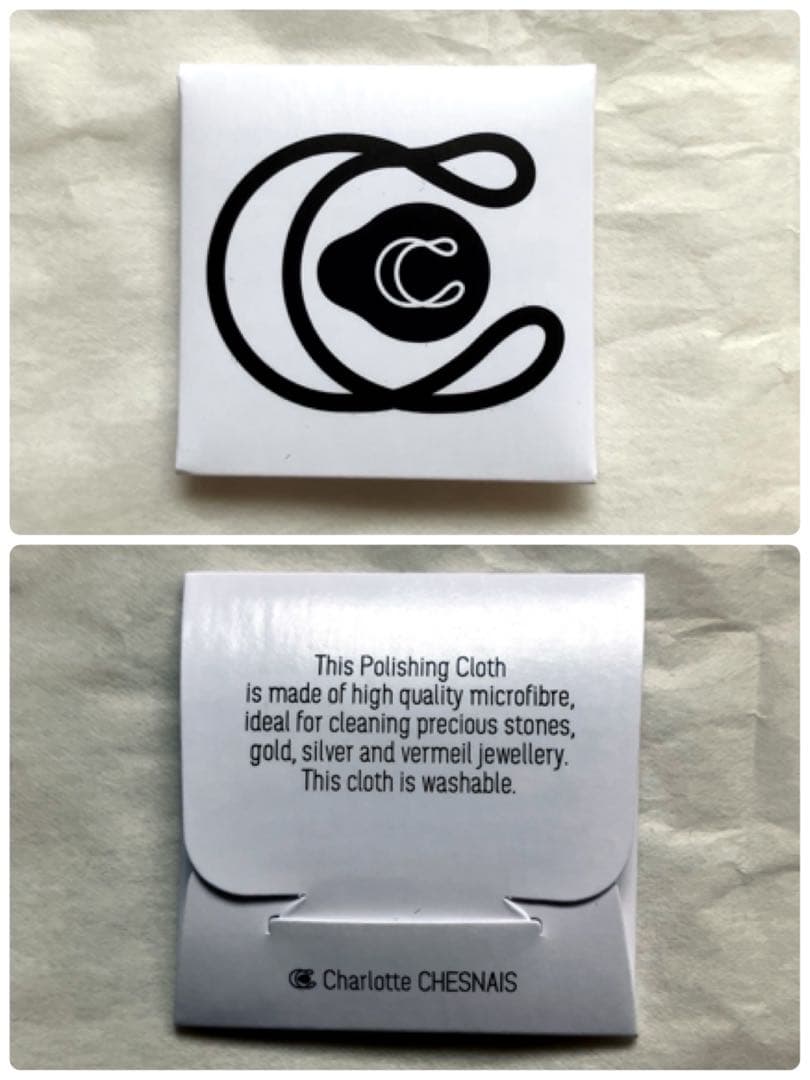 This Polishing Cloth
is made of high quality microfibre,
ideal for cleaning precious stones,
gold, silver and vermeil jewellery.
This cloth is washable.
Charlotte CHESNAIS